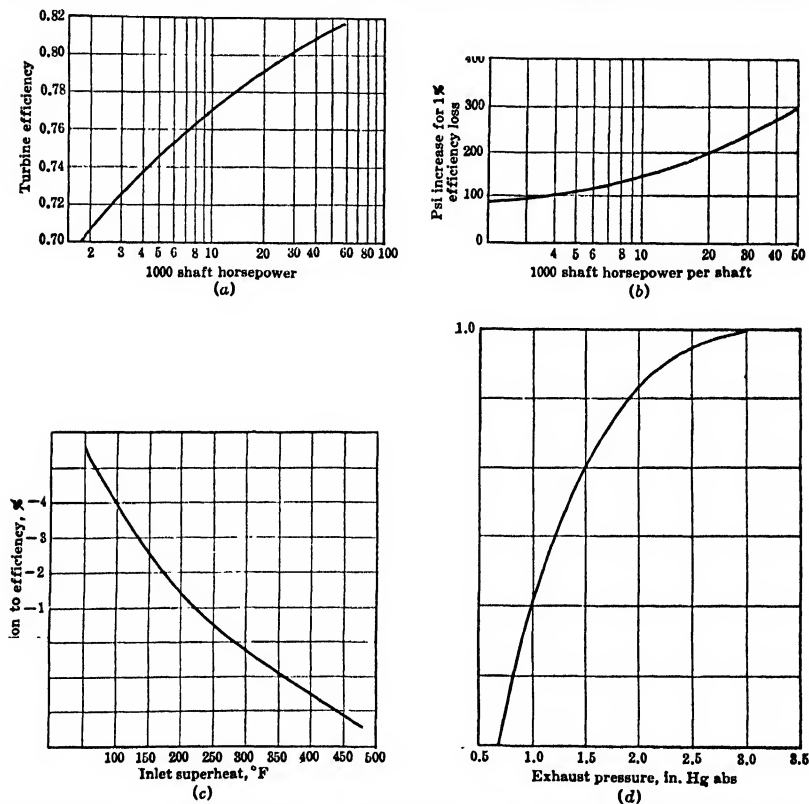 0.82
0.80
0.78
0.76
0.74
0.72
0.70
Turbine efficiency
2 3 4 5 6 8 10 20 30 40 60 80 100
1000 shaft horsepower
(a)
400
300
200
100
0
Psi increase for 1%
efficiency loss
4 5 6 8 10 20 30 40 50
1000 shaft horsepower per shaft
(b)
ion to efficiency, %
-4
-3
-2
-1
100 150 200 250 300 350 400 450 500
Inlet superheat, °F
(c)
1.0
0.5 1.0 1.5 2.0 2.5 3.0 3.5
Exhaust pressure, in. Hg abs
(d)